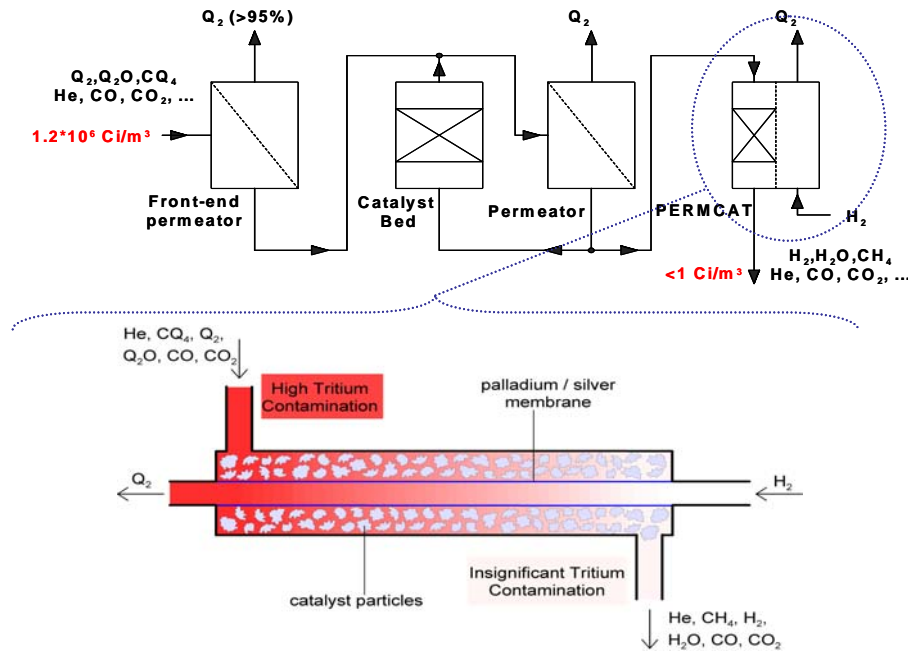 Q₂ (>95%)
Q₂
Q₂
Q₂,Q₂O,CQ₄
He, CO, CO₂, ...
1.2*10⁶ Ci/m³
Front-end
permeator
Catalyst
Bed
Permeator
PERMCAT
H₂
H₂,H₂O,CH₄
He, CO, CO₂, ...
<1 Ci/m³
He, CQ₄, Q₂,
Q₂O, CO, CO₂
High Tritium
Contamination
palladium / silver
membrane
Q₂
H₂
catalyst particles
Insignificant Tritium
Contamination
He, CH₄, H₂,
H₂O, CO, CO₂